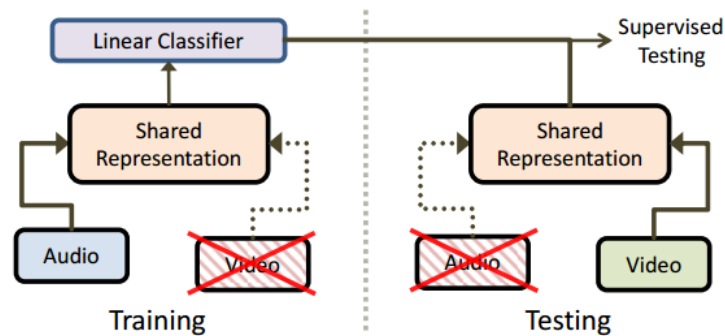 Linear Classifier
Supervised
Testing
Shared
Representation
Shared
Representation
Audio
Video
Audio
Video
Training
Testing